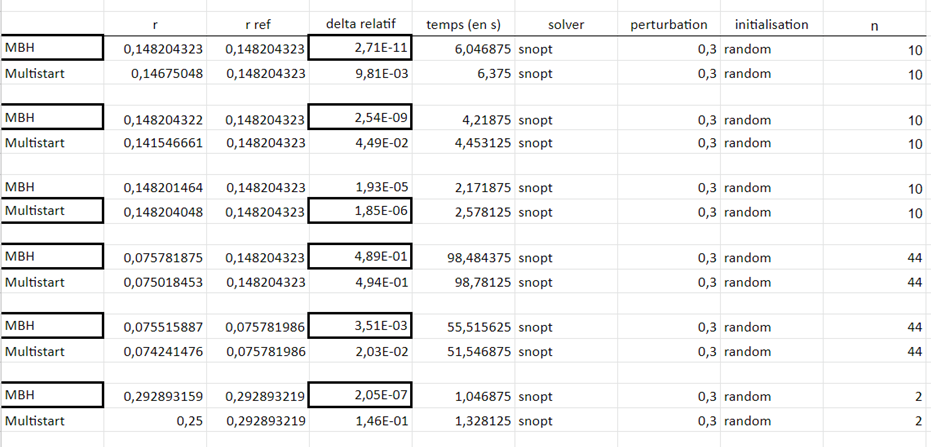 r r ref delta relatif temps (en s) solver perturbation initialisation n
MBH 0,148204323 0,148204323 2,71E-11 6,046875 snopt 0,3 random 10
Multistart 0,14675048 0,148204323 9,81E-03 6,375 snopt 0,3 random 10
MBH 0,148204322 0,148204323 2,54E-09 4,21875 snopt 0,3 random 10
Multistart 0,141546661 0,148204323 4,49E-02 4,453125 snopt 0,3 random 10
MBH 0,148201464 0,148204323 1,93E-05 2,171875 snopt 0,3 random 10
Multistart 0,148204048 0,148204323 1,85E-06 2,578125 snopt 0,3 random 10
MBH 0,075781875 0,148204323 4,89E-01 98,484375 snopt 0,3 random 44
Multistart 0,075018453 0,148204323 4,94E-01 98,78125 snopt 0,3 random 44
MBH 0,075515887 0,075781986 3,51E-03 55,515625 snopt 0,3 random 44
Multistart 0,074241476 0,075781986 2,03E-02 51,546875 snopt 0,3 random 44
MBH 0,292893159 0,292893219 2,05E-07 1,046875 snopt 0,3 random 2
Multistart 0,25 0,292893219 1,46E-01 1,328125 snopt 0,3 random 2